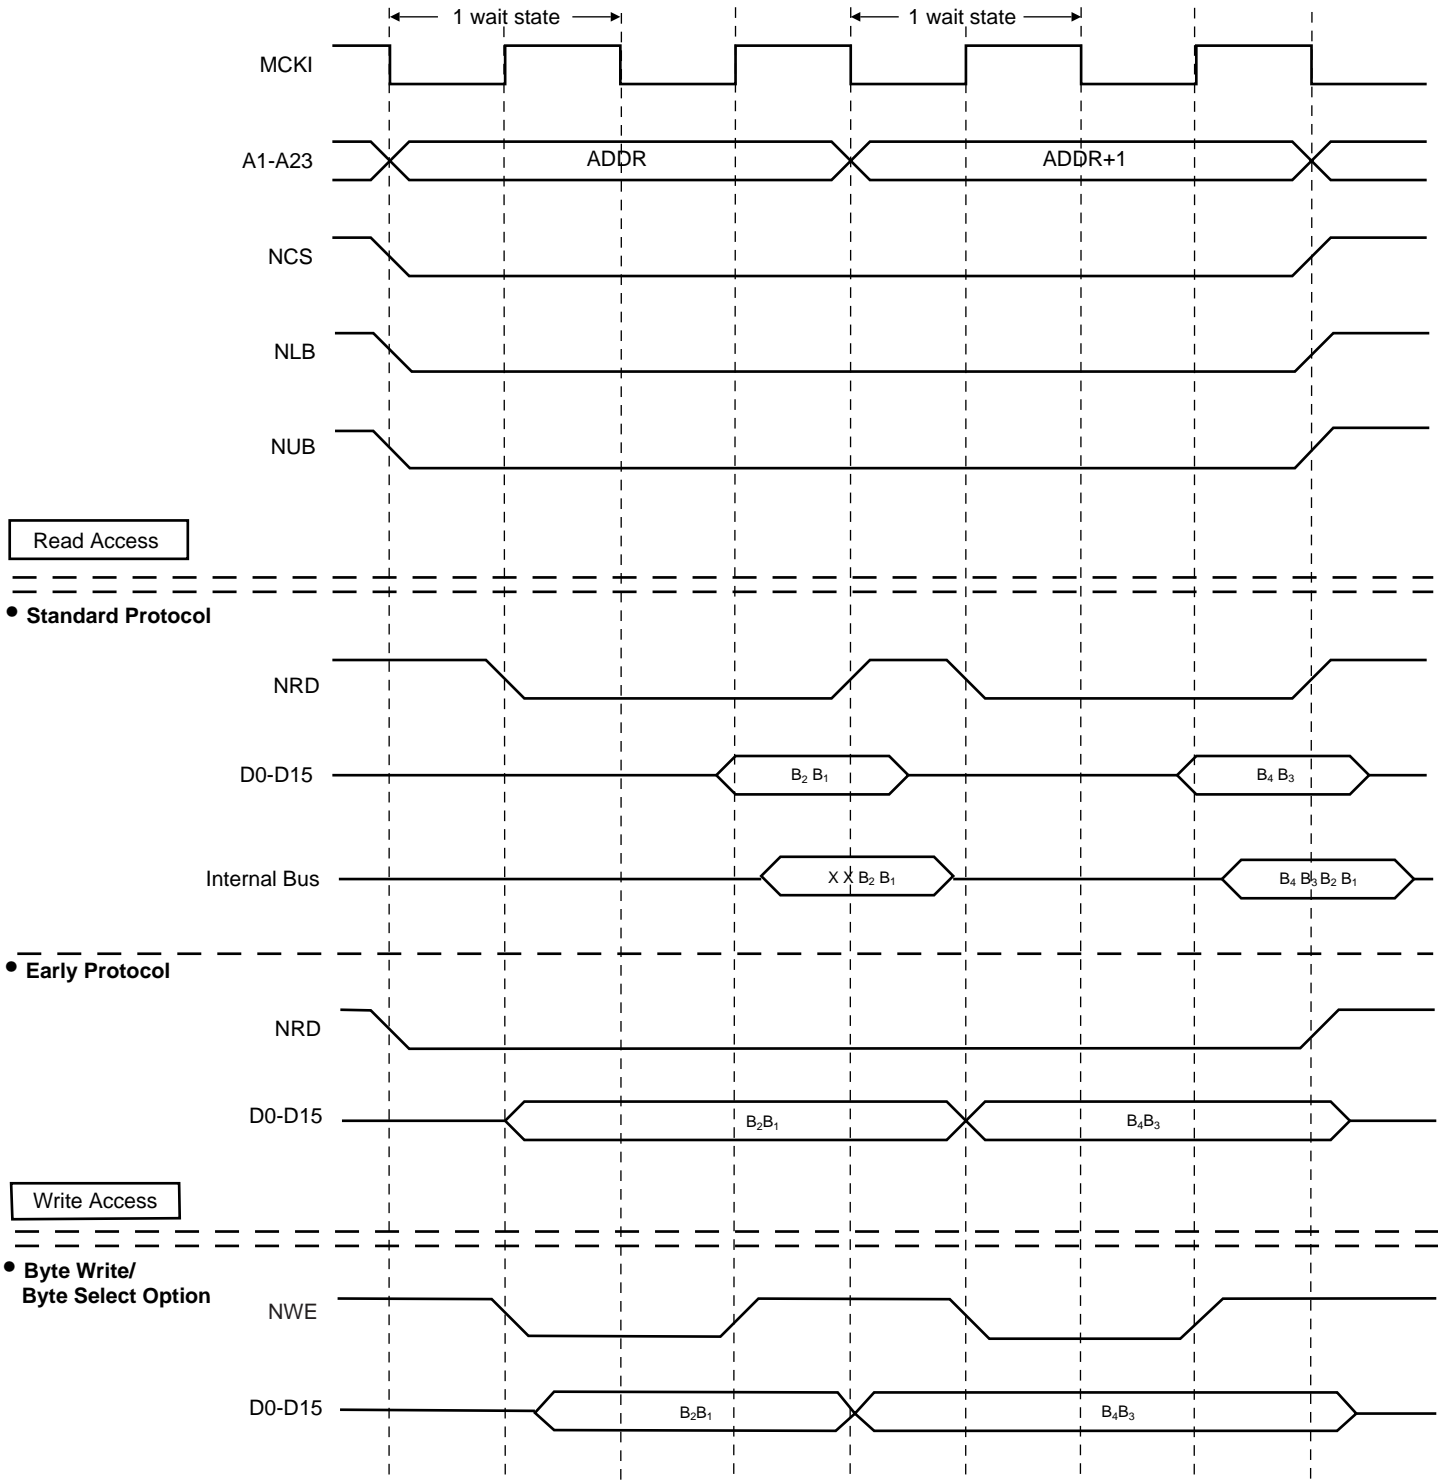 1 wait state 1 wait state
MCKI
A1-A23 ADDR ADDR+1
NCS
NLB
NUB
Read Access
• Standard Protocol
NRD
D0-D15 B₂ B₁ B₄ B₃
Internal Bus X X B₂ B₁ B₄ B₃ B₂ B₁
• Early Protocol
NRD
D0-D15 B₂B₁ B₄B₃
Write Access
• Byte Write/
Byte Select Option
NWE
D0-D15 B₂B₁ B₄B₃